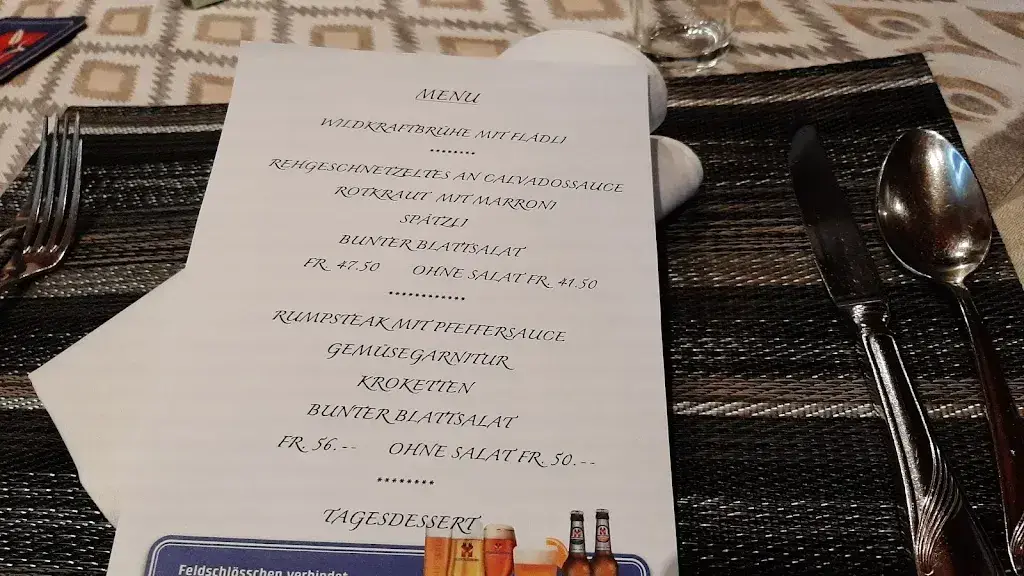 MENU
WILDKRAFTBRÜHE MIT FLÄDLI
********
REHGESCHNETZELTES AN CALVADOSSAUCE
ROTKRAUT MIT MARRONI
SPÄTZLI
BUNTER BLATTSALAT
FR. 47.50 OHNE SALAT FR. 41.50
************
RUMPSTEAK MIT PFEFFERSAUCE
GEMÜSEGARNITUR
KROKETTEN
BUNTER BLATTSALAT
FR. 56.-- OHNE SALAT FR. 50.--
********
TAGESDESSERT
Feldschlösschen verbindet